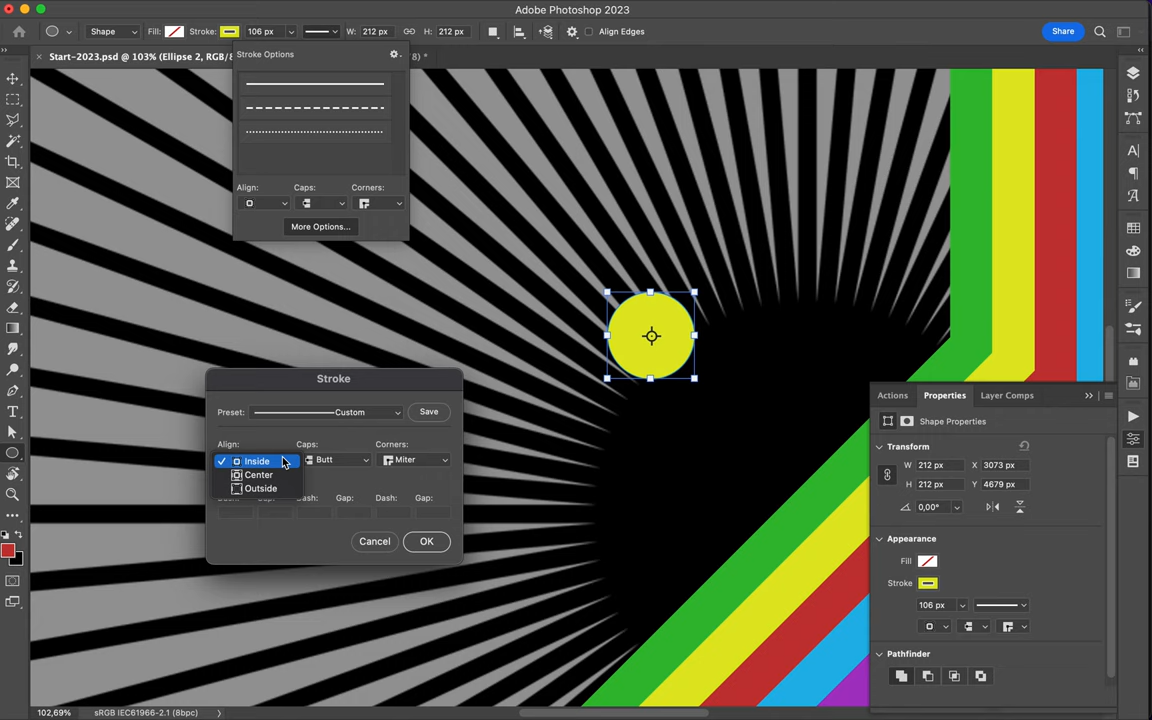 Adobe Photoshop 2023
Shape Fill: Stroke: 106 px W: 212 px H: 212 px Align Edges Share
Start-2023.psd @ 103% (Ellipse 2, RGB/8 8) *
Stroke Options
Align: Caps: Corners:
More Options...
Stroke
Preset: Custom Save
Align: Caps: Corners:
Inside Butt Miter
Center
Outside
Dash: Gap: Dash: Gap: Dash: Gap:
Cancel OK
Actions Properties Layer Comps
Shape Properties
Transform
W 212 px X 3073 px
H 212 px Y 4679 px
0,00°
Appearance
Fill
Stroke
106 px
Pathfinder
102,69% sRGB IEC61966-2.1 (8bpc)